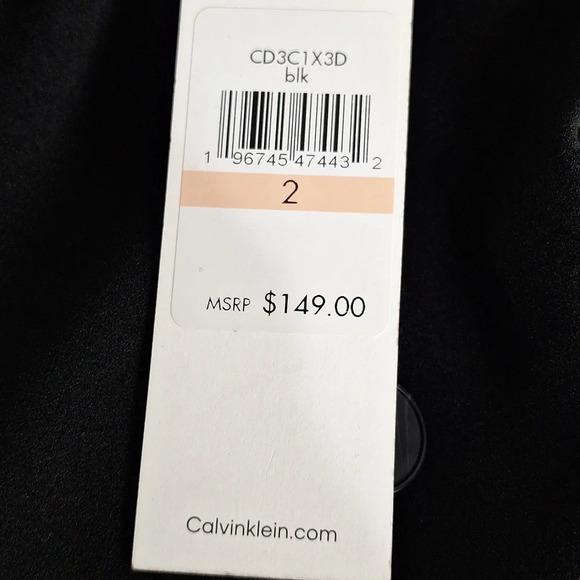 CD3C1X3D
blk
1 96745 47443 2
2
MSRP $149.00
Calvinklein.com